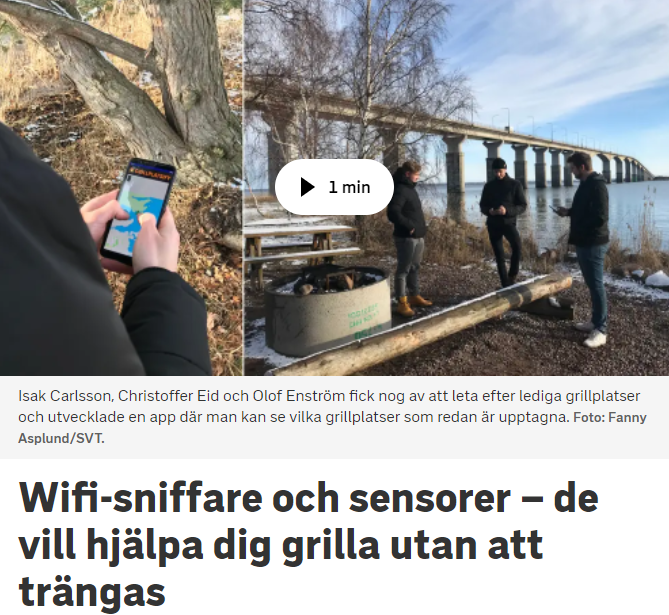 GRILLPLATSER
1 min
Isak Carlsson, Christoffer Eid och Olof Enström fick nog av att leta efter lediga grillplatser
och utvecklade en app där man kan se vilka grillplatser som redan är upptagna. Foto: Fanny
Asplund/SVT.
Wifi-sniffare och sensorer – de
vill hjälpa dig grilla utan att
trängas